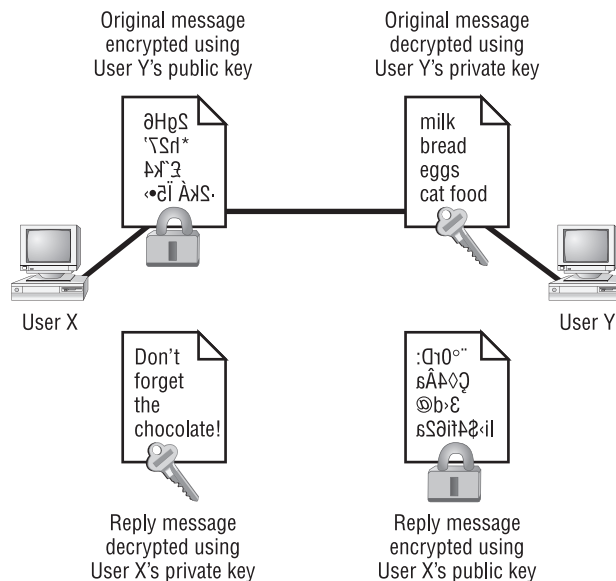 Original message
encrypted using
User Y's public key
Original message
decrypted using
User Y's private key
milk
bread
eggs
cat food
User X
User Y
Don't
forget
the
chocolate!
Reply message
decrypted using
User X's private key
Reply message
encrypted using
User X's public key